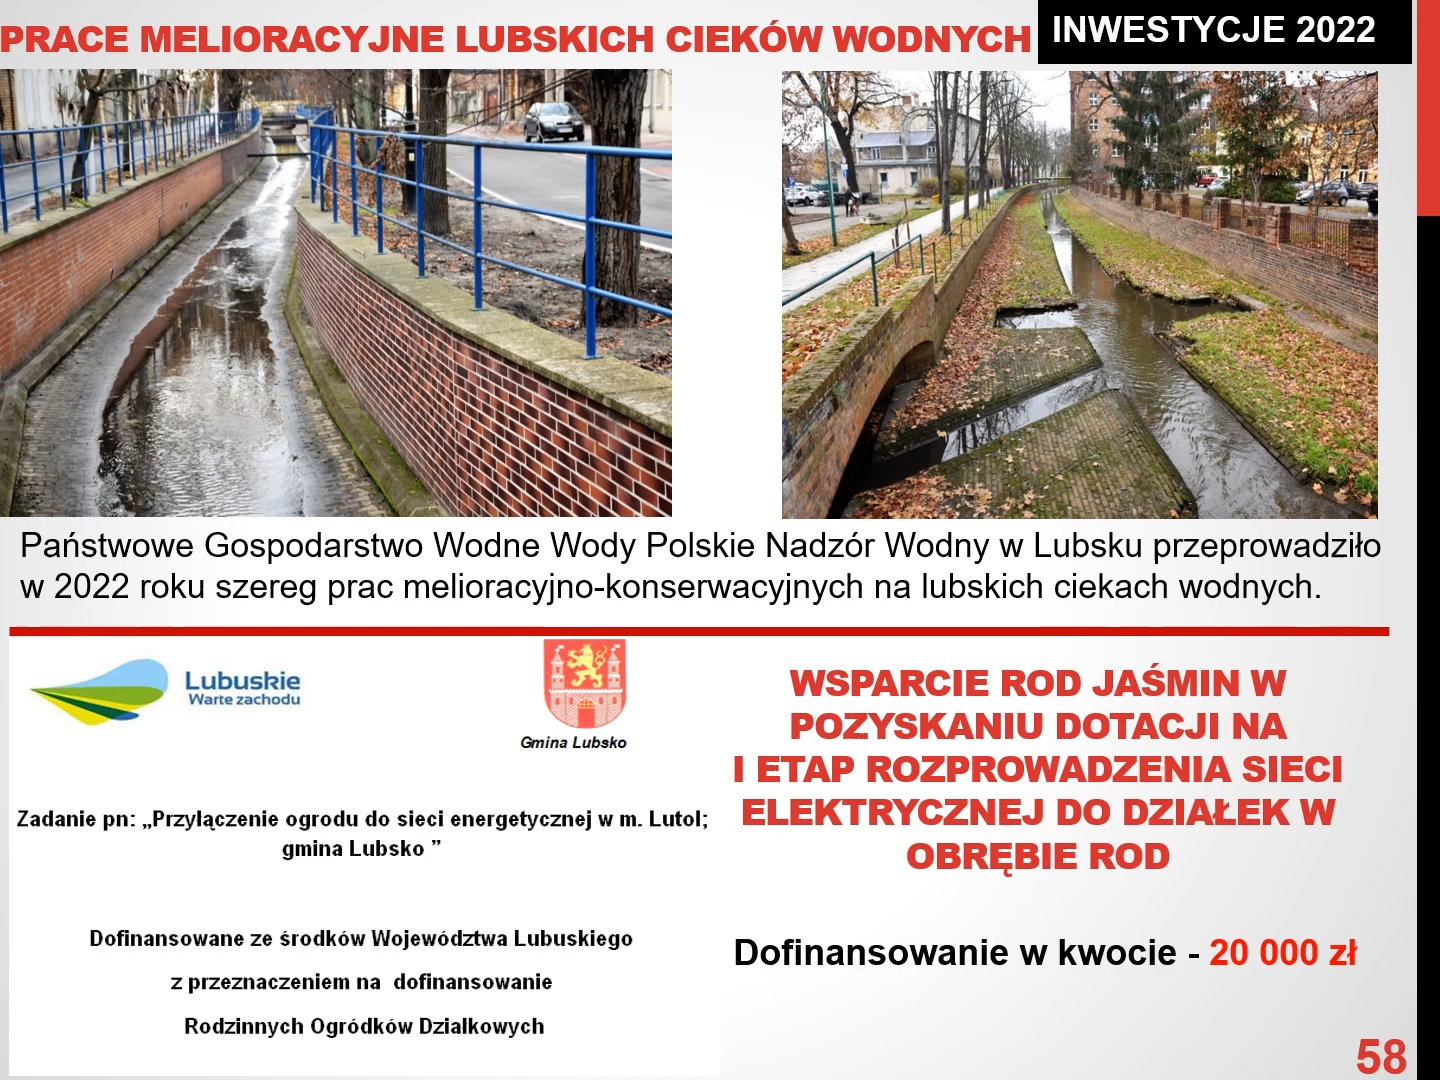 PRACE MELIORACYJNE LUBSKICH CIEKÓW WODNYCH
INWESTYCJE 2022
Państwowe Gospodarstwo Wodne Wody Polskie Nadzór Wodny w Lubsku przeprowadziło
w 2022 roku szereg prac melioracyjno-konserwacyjnych na lubskich ciekach wodnych.
Lubuskie
Warte zachodu
Gmina Lubsko
Zadanie pn: „Przyłączenie ogrodu do sieci energetycznej w m. Lutol;
gmina Lubsko ”
Dofinansowane ze środków Województwa Lubuskiego
z przeznaczeniem na dofinansowanie
Rodzinnych Ogródków Działkowych
WSPARCIE ROD JAŚMIN W
POZYSKANIU DOTACJI NA
I ETAP ROZPROWADZENIA SIECI
ELEKTRYCZNEJ DO DZIAŁEK W
OBRĘBIE ROD
Dofinansowanie w kwocie - 20 000 zł
58